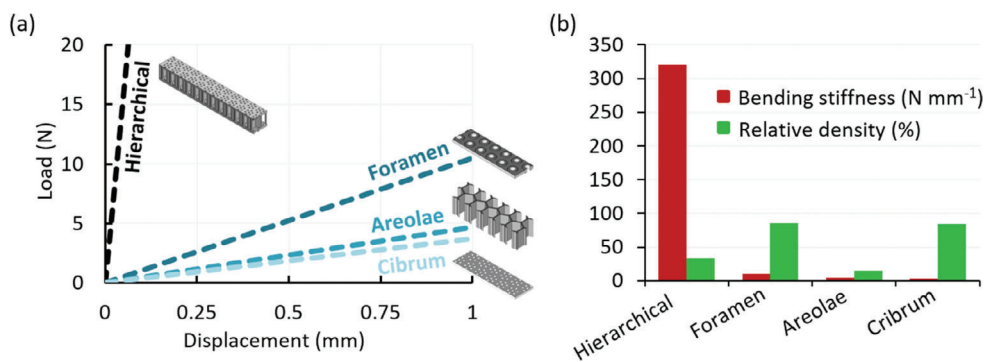 (a)
20
15
10
5
0
Load (N)
Hierarchical
Foramen
Areolae
Cibrum
0
0.25
0.5
0.75
1
Displacement (mm)
(b)
350
300
250
200
150
100
50
0
Bending stiffness (N mm⁻¹)
Relative density (%)
Hierarchical
Foramen
Areolae
Cribrum